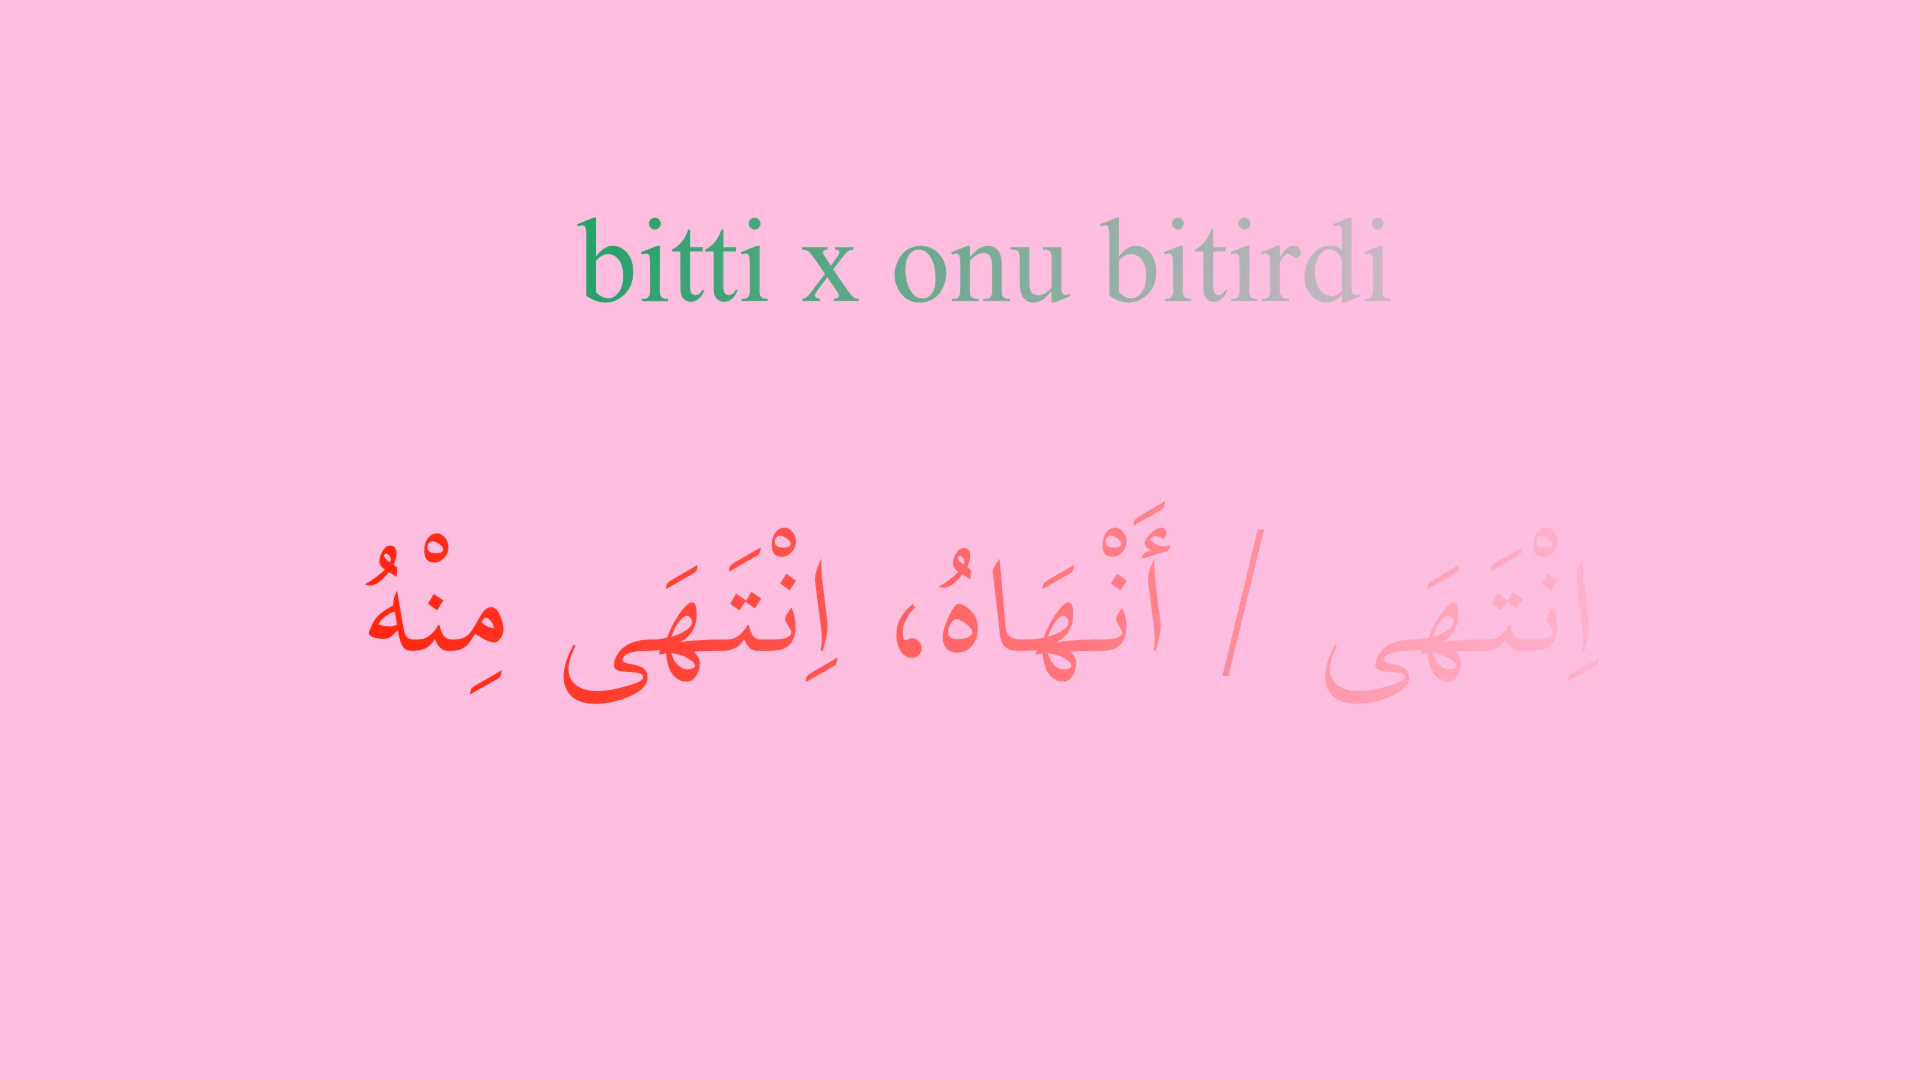 bitti x onu bitirdi
اِنْتَهَى / أَنْهَاهُ، اِنْتَهَى مِنْهُ